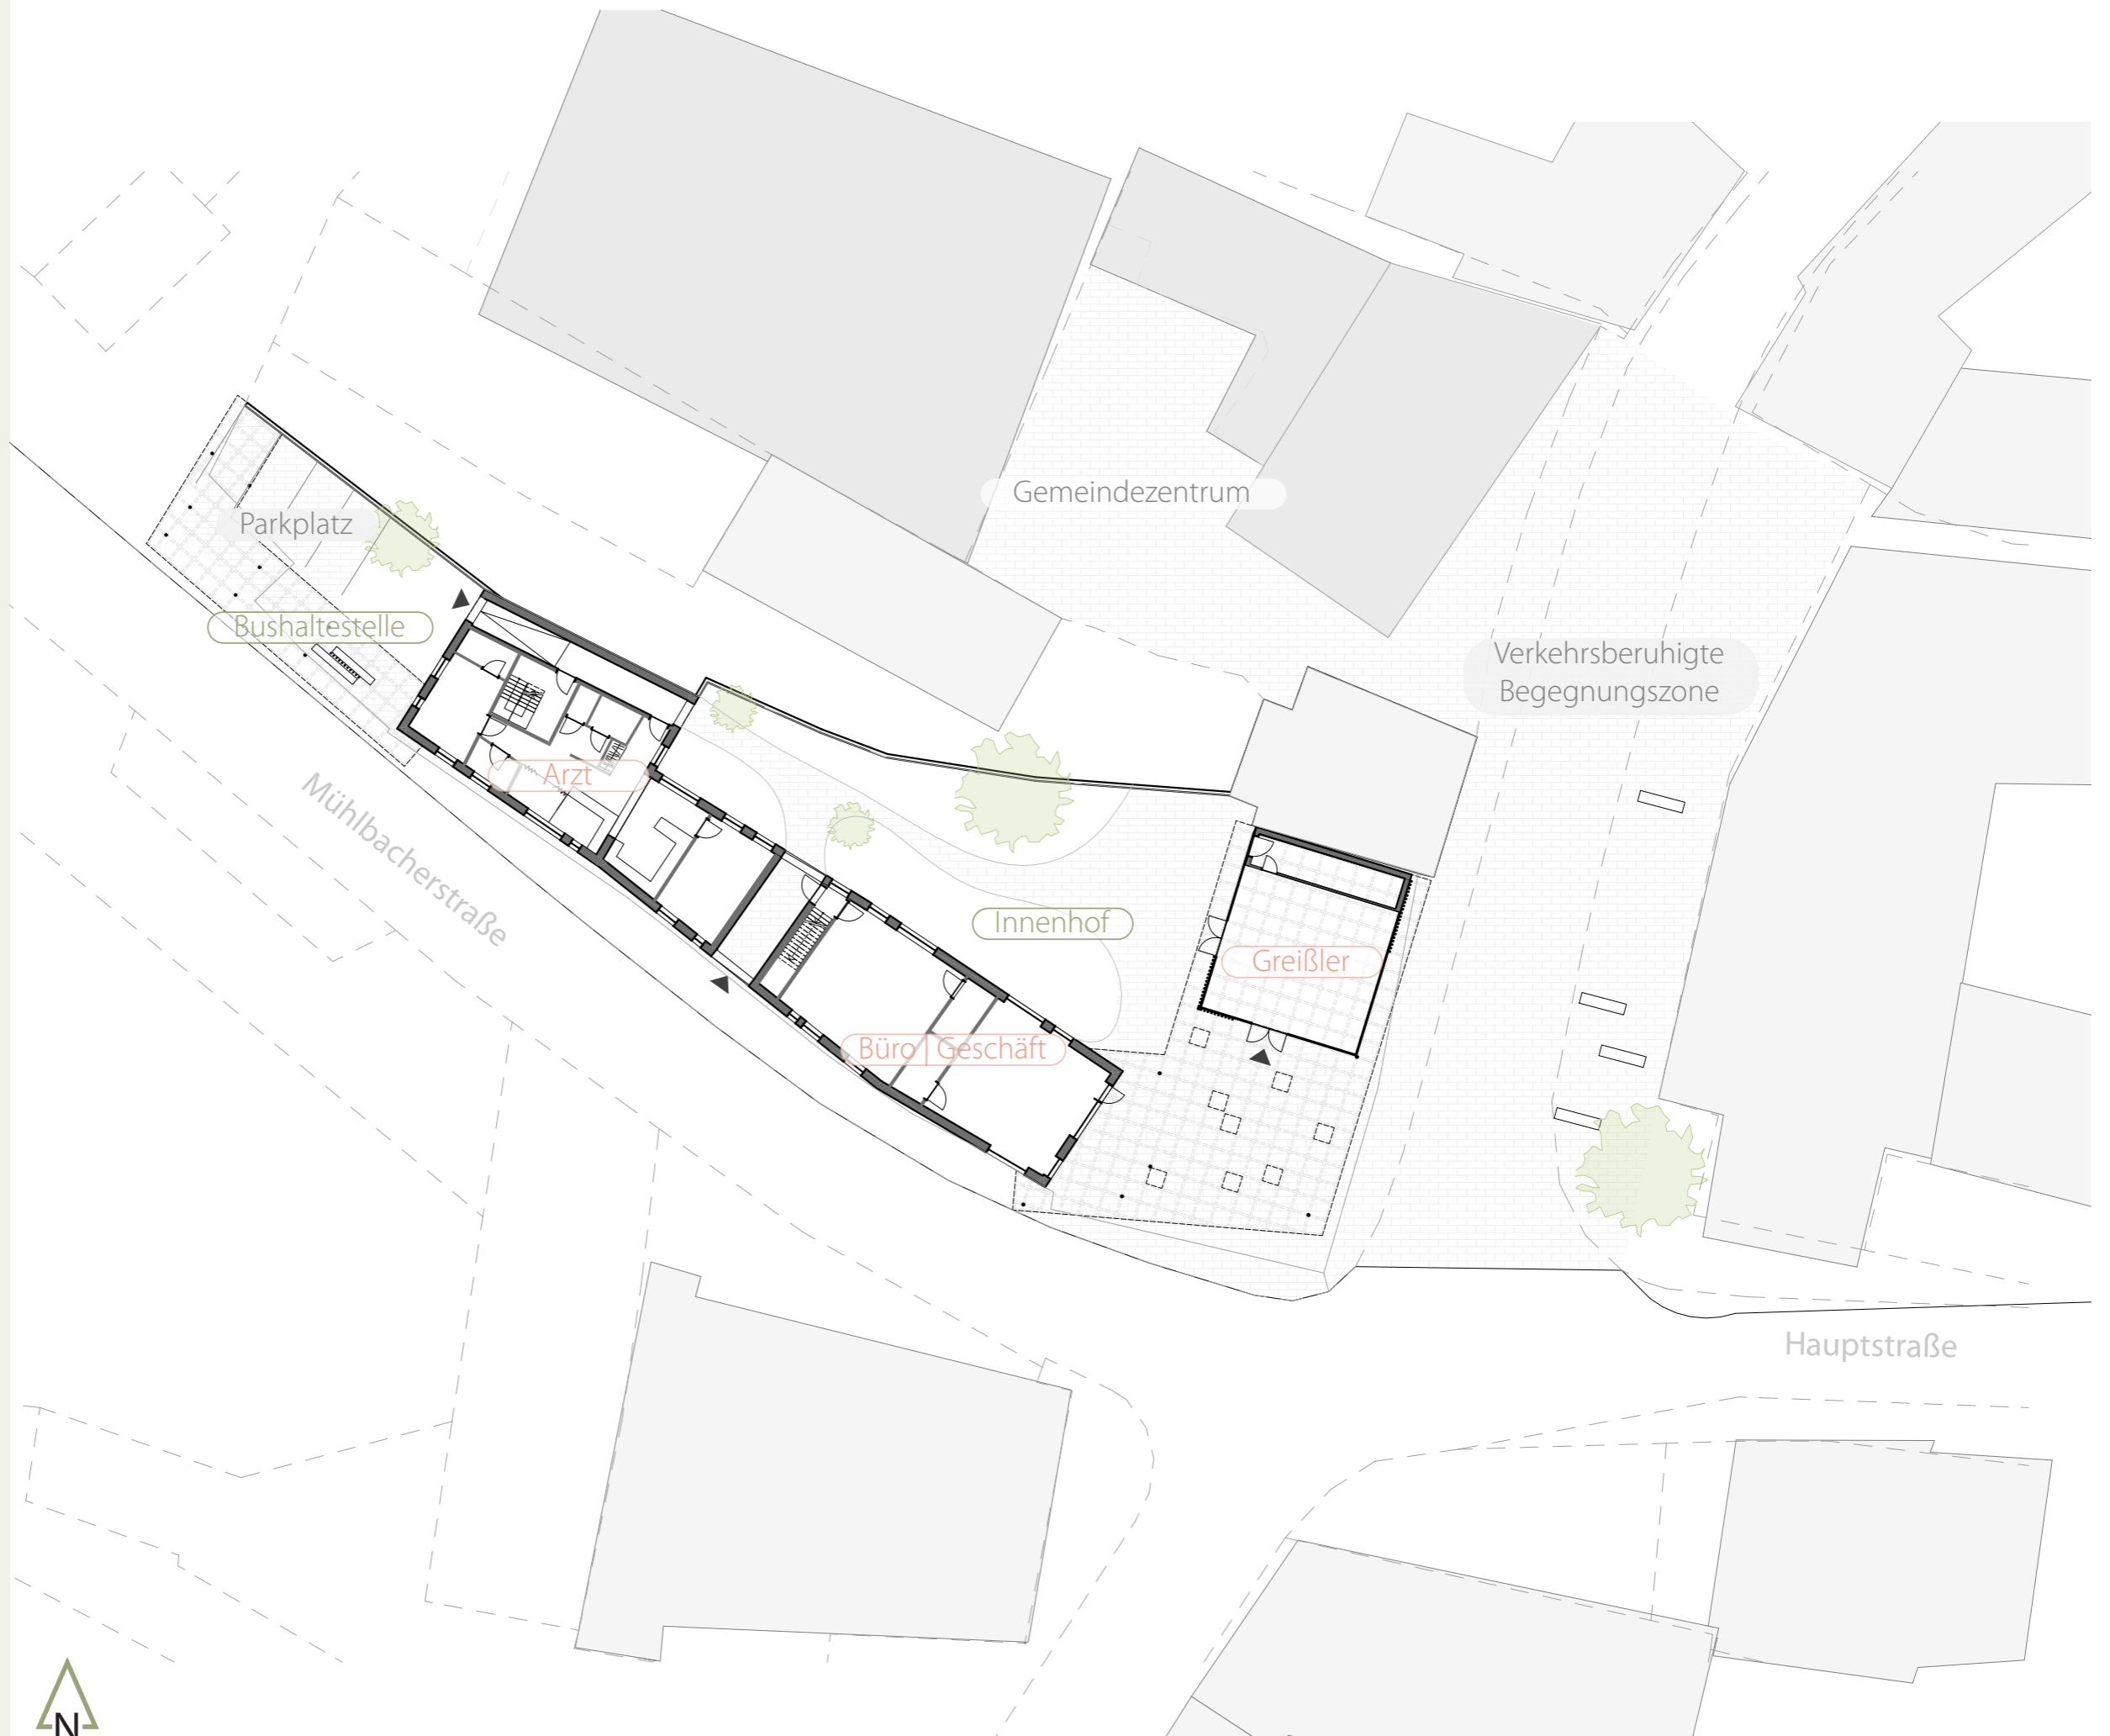 Gemeindezentrum
Parkplatz
Bushaltestelle
Verkehrsberuhigte
Begegnungszone
Arzt
Mühlbacherstraße
Innenhof
Greißler
Büro | Geschäft
Hauptstraße
N